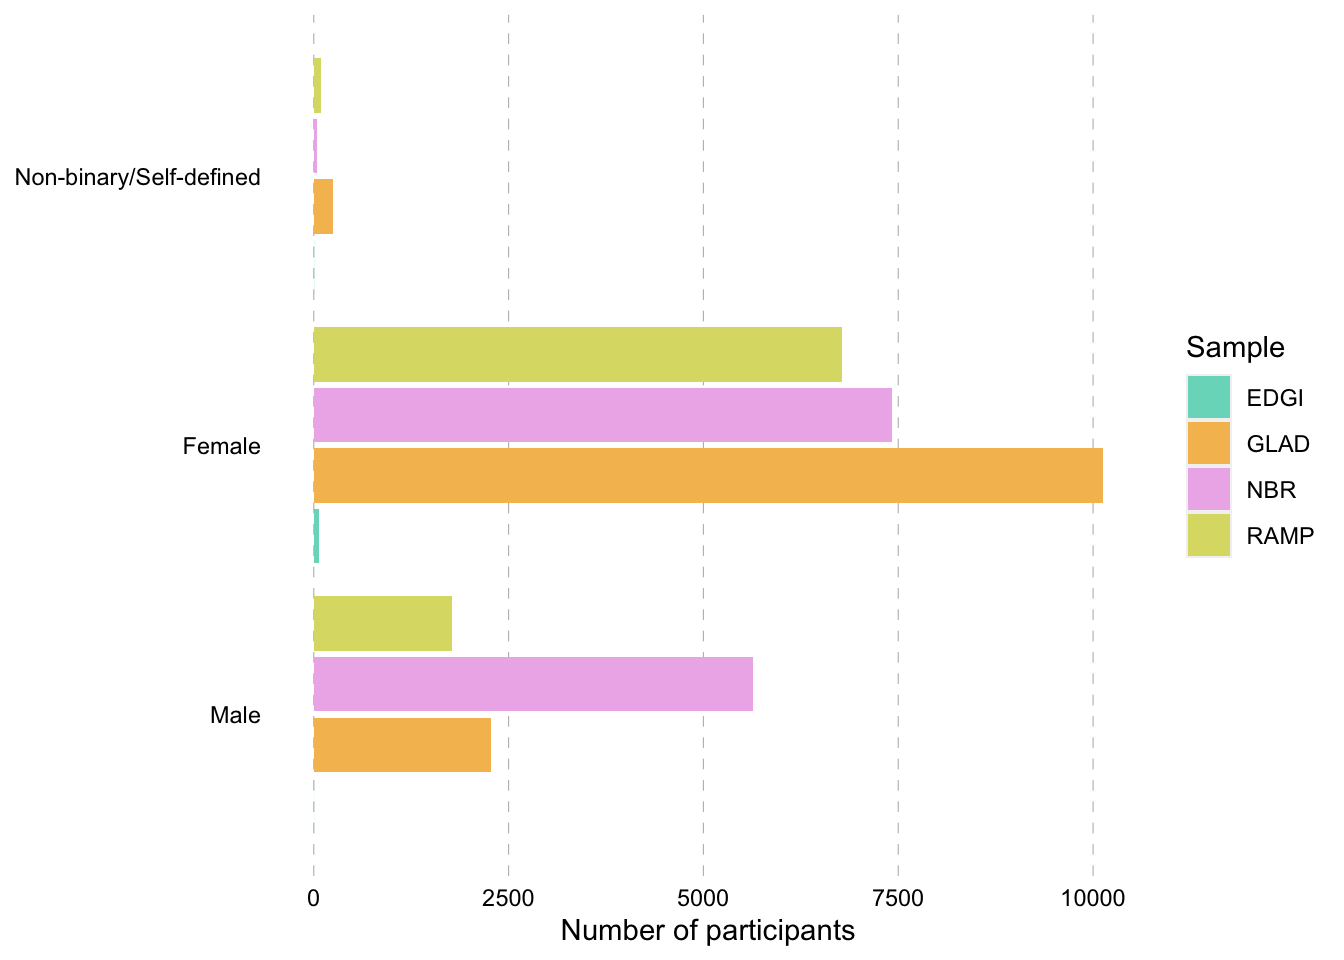 Non-binary/Self-defined
Female
Male
0 2500 5000 7500 10000
Number of participants
Sample
EDGI
GLAD
NBR
RAMP